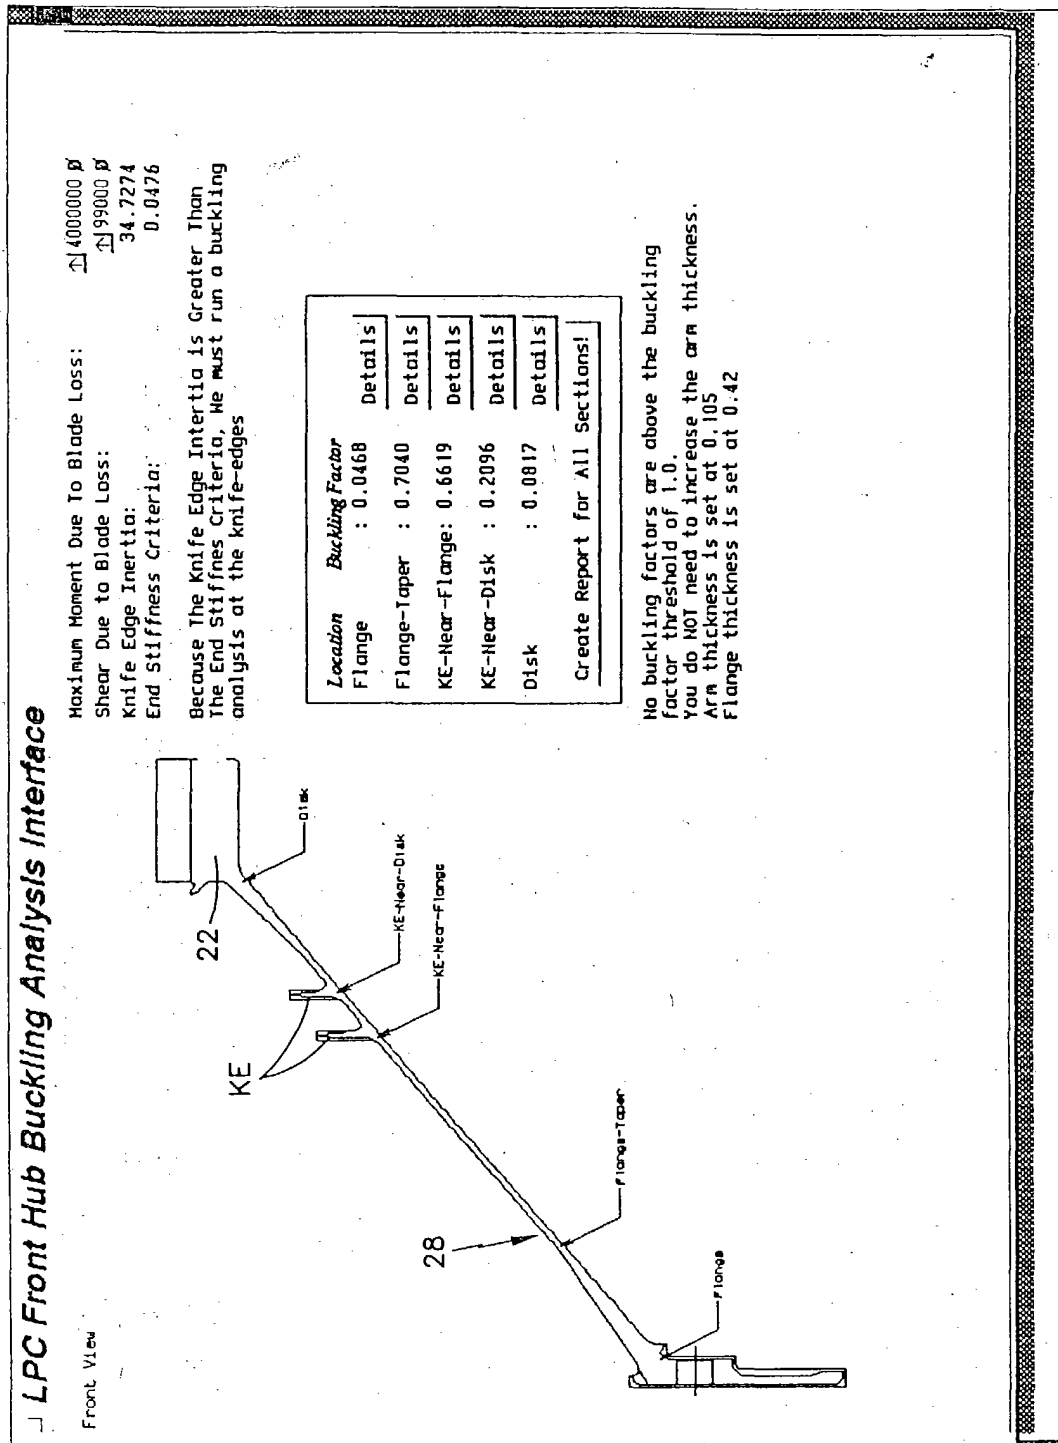 LPC Front Hub Buckling Analysis Interface
Front View
22
KE
28
Disk
KE-Near-Disk
KE-Near-Flange
Flange-Taper
Flange
Maximum Moment Due To Blade Loss: 4000000
Shear Due to Blade Loss: 99000
Knife Edge Inertia: 34.7274
End Stiffness Criteria: 0.0476
Because The Knife Edge Intertia is Greater Than
The End Stiffnes Criteria, We must run a buckling
analysis at the knife-edges
Location Buckling Factor
Flange : 0.0468 Details
Flange-Taper : 0.7040 Details
KE-Near-Flange: 0.6619 Details
KE-Near-Disk : 0.2096 Details
Disk : 0.0817 Details
Create Report for All Sections!
No buckling factors are above the buckling
factor threshold of 1.0.
You do NOT need to increase the arm thickness.
Arm thickness is set at 0.105
Flange thickness is set at 0.42